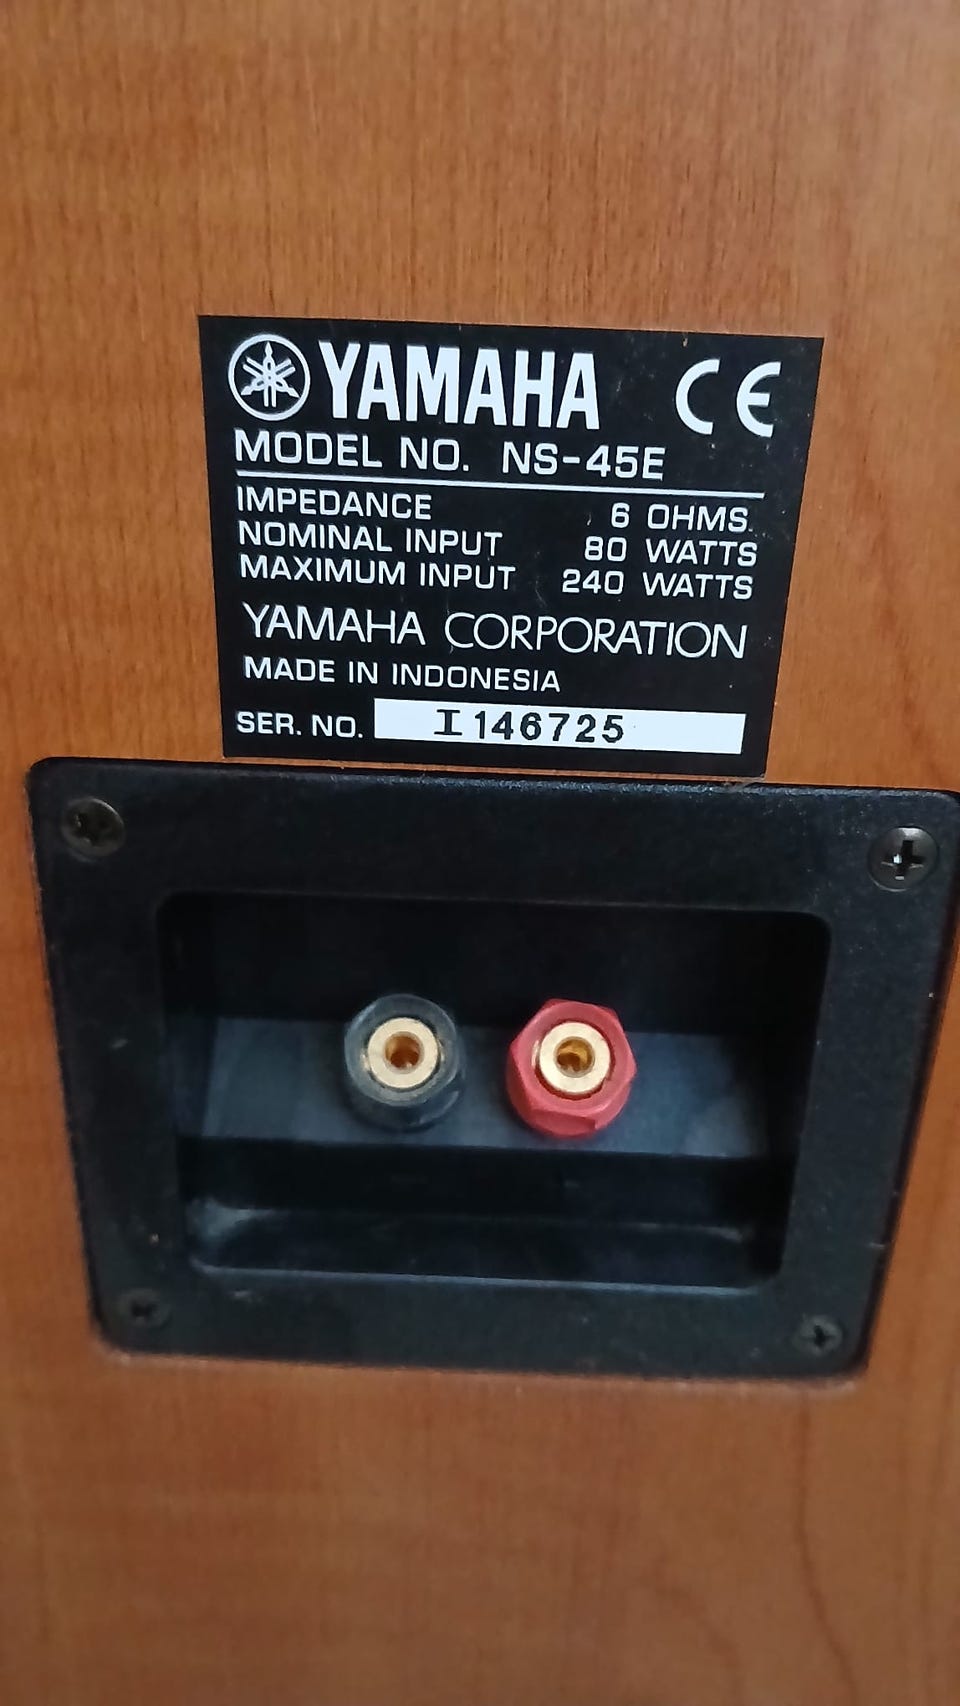 YAMAHA CE
MODEL NO. NS-45E
IMPEDANCE 6 OHMS
NOMINAL INPUT 80 WATTS
MAXIMUM INPUT 240 WATTS
YAMAHA CORPORATION
MADE IN INDONESIA
SER. NO. I146725